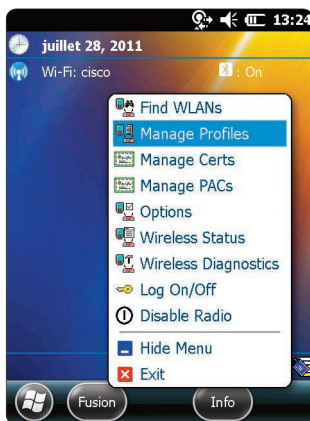 13:24
juillet 28, 2011
Wi-Fi: cisco : On
Find WLANs
Manage Profiles
Manage Certs
Manage PACs
Options
Wireless Status
Wireless Diagnostics
Log On/Off
Disable Radio
Hide Menu
Exit
Fusion Info